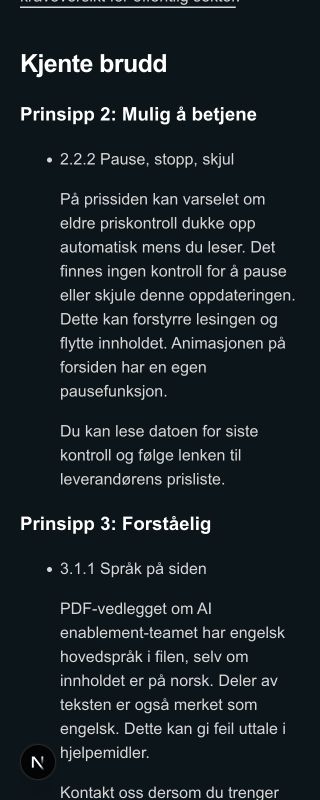 kravoversikt for offentlig sektor.
Kjente brudd
Prinsipp 2: Mulig å betjene
2.2.2 Pause, stopp, skjul
På prissiden kan varselet om
eldre priskontroll dukke opp
automatisk mens du leser. Det
finnes ingen kontroll for å pause
eller skjule denne oppdateringen.
Dette kan forstyrre lesingen og
flytte innholdet. Animasjonen på
forsiden har en egen
pausefunksjon.
Du kan lese datoen for siste
kontroll og følge lenken til
leverandørens prisliste.
Prinsipp 3: Forståelig
3.1.1 Språk på siden
PDF-vedlegget om AI
enablement-teamet har engelsk
hovedspråk i filen, selv om
innholdet er på norsk. Deler av
teksten er også merket som
engelsk. Dette kan gi feil uttale i
hjelpemidler.
N
Kontakt oss dersom du trenger